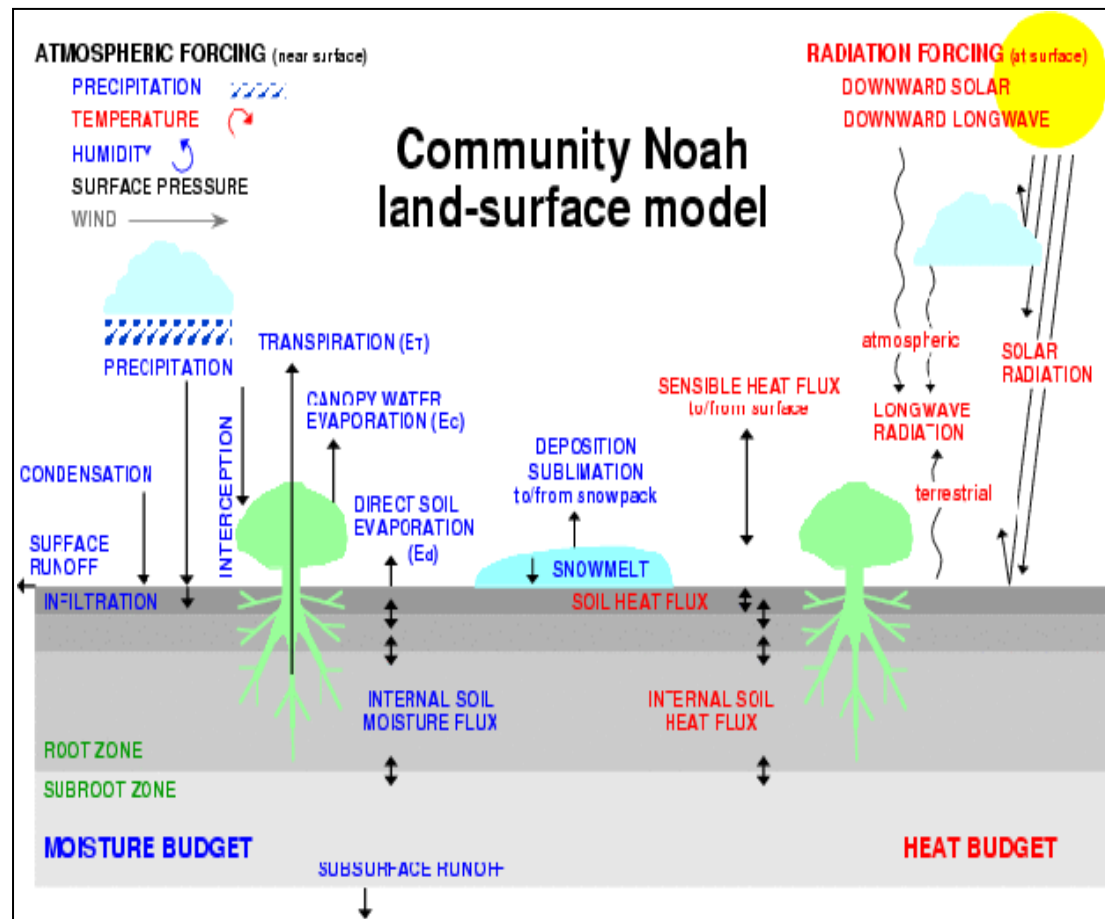 ATMOSPHERIC FORCING (near surface)
PRECIPITATION
TEMPERATURE
HUMIDITY
SURFACE PRESSURE
WIND
RADIATION FORCING (at surface)
DOWNWARD SOLAR
DOWNWARD LONGWAVE
Community Noah
land-surface model
PRECIPITATION
TRANSPIRATION (ET)
CANOPY WATER
EVAPORATION (Ec)
INTERCEPTION
CONDENSATION
DIRECT SOIL
EVAPORATION
(Ed)
SURFACE
RUNOFF
DEPOSITION
SUBLIMATION
to/from snowpack
SNOWMELT
SENSIBLE HEAT FLUX
to/from surface
atmospheric
LONGWAVE
RADIATION
terrestrial
SOLAR
RADIATION
INFILTRATION
SOIL HEAT FLUX
INTERNAL SOIL
MOISTURE FLUX
INTERNAL SOIL
HEAT FLUX
ROOT ZONE
SUBROOT ZONE
MOISTURE BUDGET
HEAT BUDGET
SUBSURFACE RUNOFF